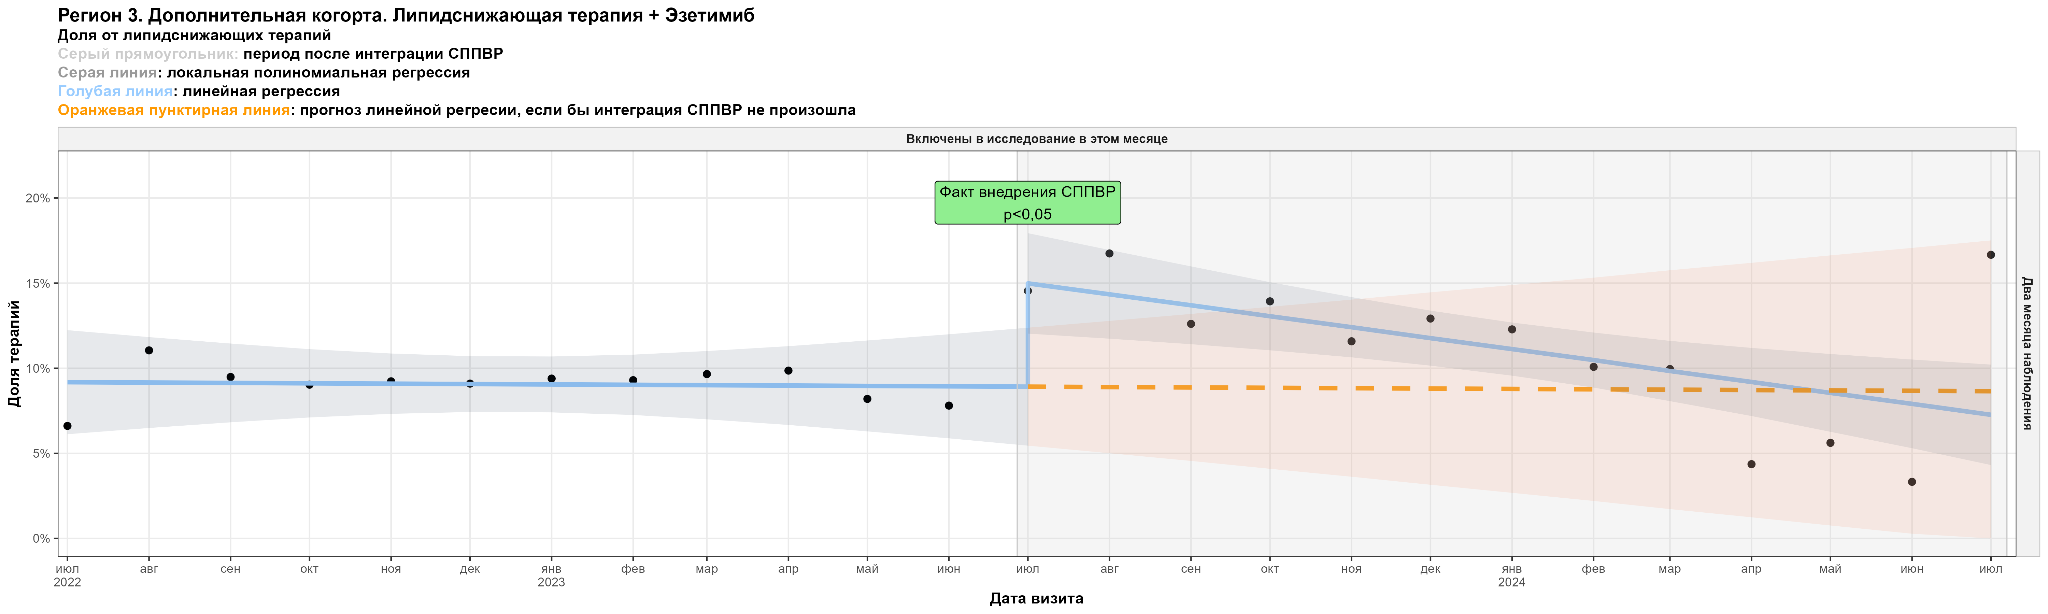 Регион 3. Дополнительная когорта. Липидснижающая терапия + Эзетимиб
Доля от липидснижающих терапий
Серый прямоугольник: период после интеграции СППВР
Серая линия: локальная полиномиальная регрессия
Голубая линия: линейная регрессия
Оранжевая пунктирная линия: прогноз линейной регресии, если бы интеграция СППВР не произошла
Включены в исследование в этом месяце
Факт внедрения СППВР
p<0,05
20%
15%
10%
5%
0%
Доля терапий
Два месяца наблюдения
июл авг сен окт ноя дек янв фев мар апр май июн июл авг сен окт ноя дек янв фев мар апр май июн июл
2022 2023 2024
Дата визита